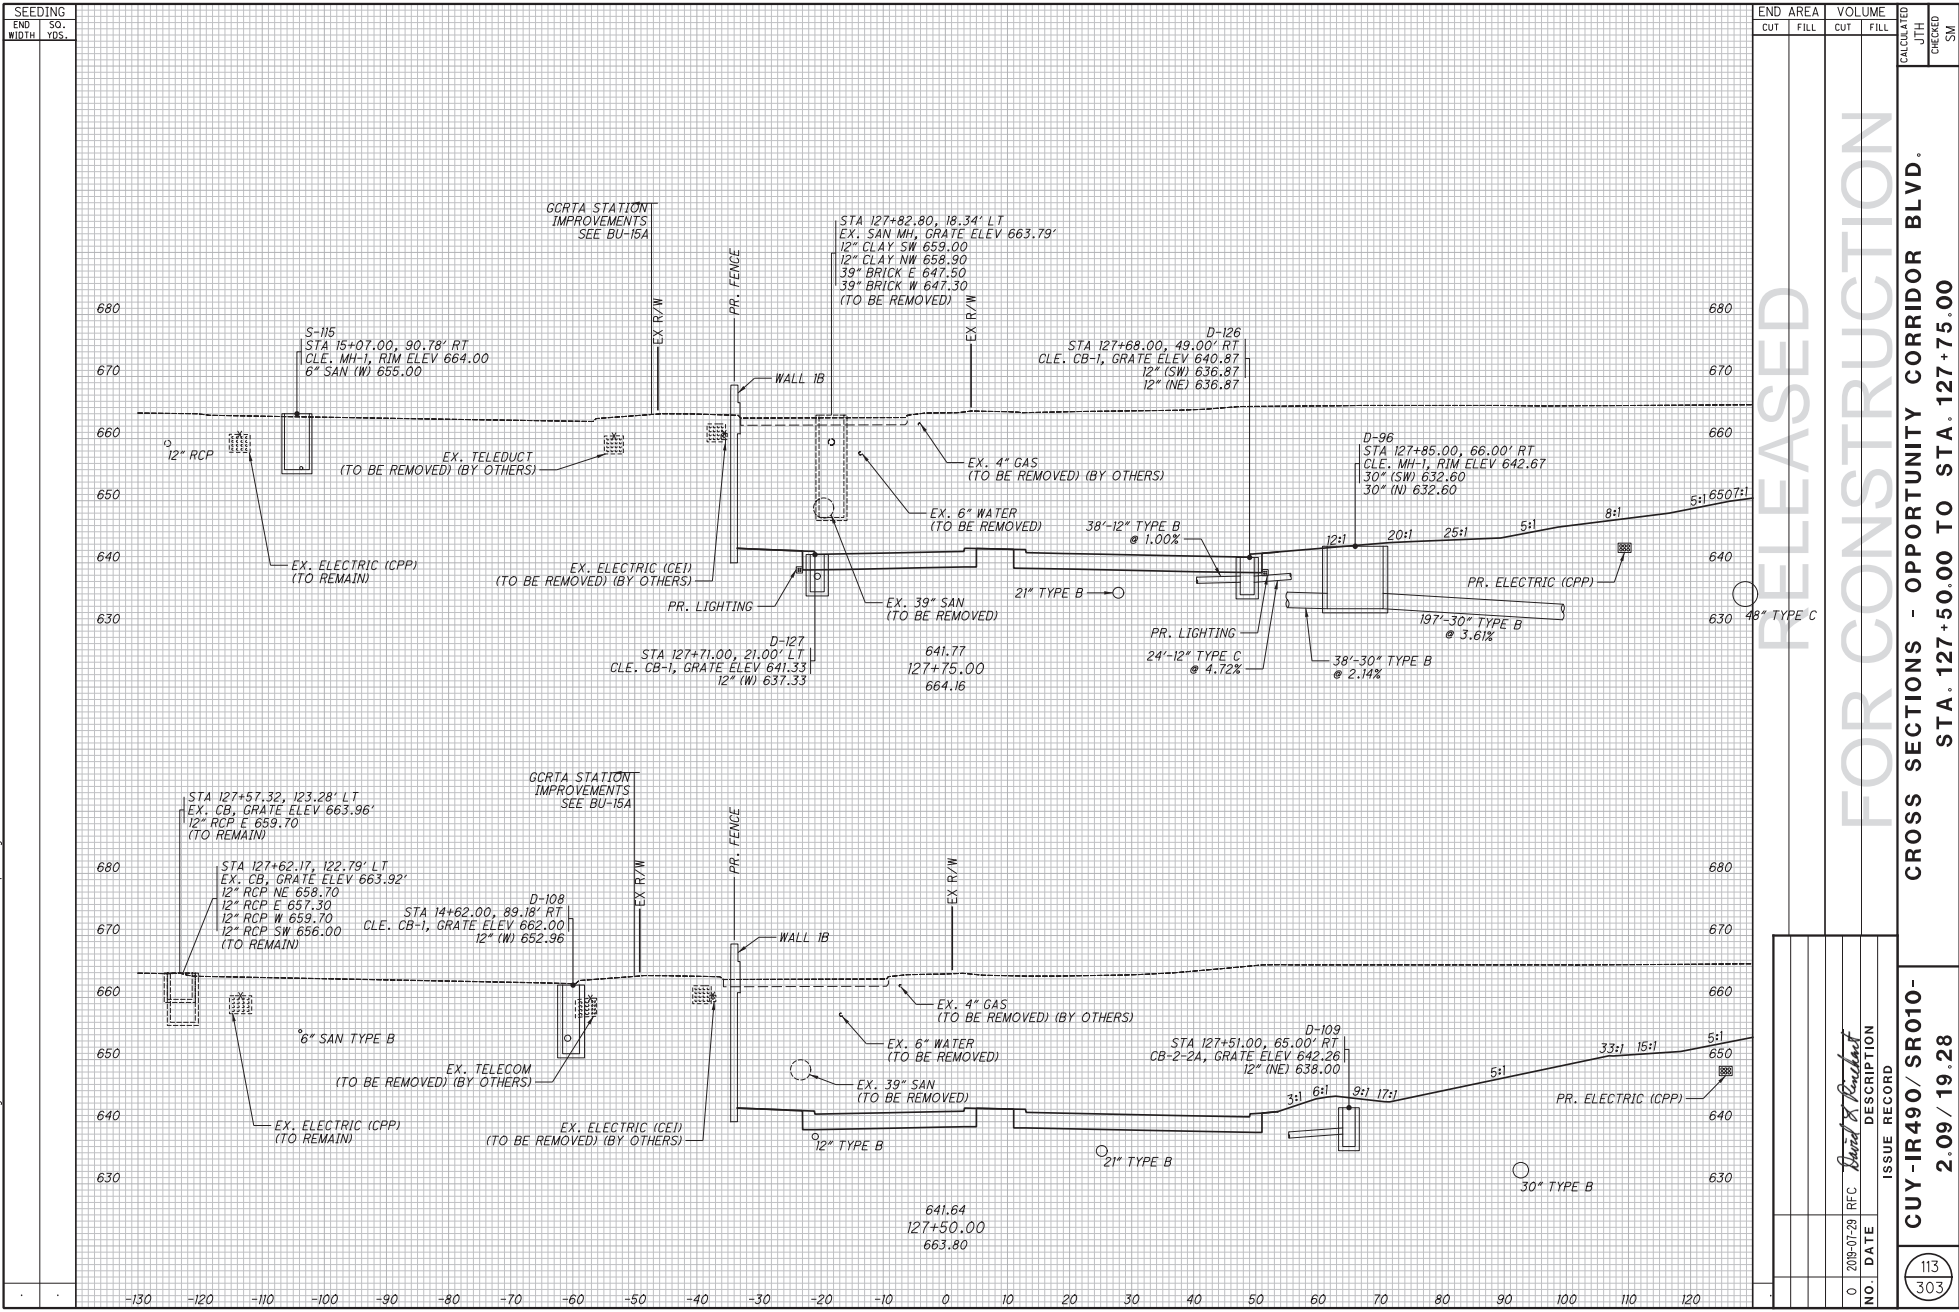 SEEDING
END WIDTH
SQ. YDS.
END AREA
VOLUME
CUT
FILL
CUT
FILL
CALCULATED
JTH
CHECKED
SM
GCRTA STATION
IMPROVEMENTS
SEE BU-15A
PR. FENCE
EX R/W
STA 127+82.80, 18.34' LT
EX. SAN MH, GRATE ELEV 663.79'
12" CLAY SW 659.00
12" CLAY NW 658.90
39" BRICK E 647.50
39" BRICK W 647.30
(TO BE REMOVED)
EX R/W
680
680
S-115
STA 15+07.00, 90.78' RT
CLE. MH-1, RIM ELEV 664.00
6" SAN (W) 655.00
D-126
STA 127+68.00, 49.00' RT
CLE. CB-1, GRATE ELEV 640.87
12" (SW) 636.87
12" (NE) 636.87
670
670
WALL 1B
660
660
12" RCP
EX. TELEDUCT
(TO BE REMOVED) (BY OTHERS)
EX. 4" GAS
(TO BE REMOVED) (BY OTHERS)
D-96
STA 127+85.00, 66.00' RT
CLE. MH-1, RIM ELEV 642.67
30" (SW) 632.60
30" (N) 632.60
650
5:1
650
7:1
EX. 6" WATER
(TO BE REMOVED)
38'-12" TYPE B
@ 1.00%
12:1
20:1
25:1
5:1
8:1
640
640
EX. ELECTRIC (CPP)
(TO REMAIN)
EX. ELECTRIC (CEI)
(TO BE REMOVED) (BY OTHERS)
PR. ELECTRIC (CPP)
PR. LIGHTING
EX. 39" SAN
(TO BE REMOVED)
21" TYPE B
630
630
48" TYPE C
197'-30" TYPE B
@ 3.61%
PR. LIGHTING
24'-12" TYPE C
@ 4.72%
38'-30" TYPE B
@ 2.14%
D-127
STA 127+71.00, 21.00' LT
CLE. CB-1, GRATE ELEV 641.33
12" (W) 637.33
641.77
127+75.00
664.16
GCRTA STATION
IMPROVEMENTS
SEE BU-15A
PR. FENCE
EX R/W
EX R/W
STA 127+57.32, 123.28' LT
EX. CB, GRATE ELEV 663.96'
12" RCP E 659.70
(TO REMAIN)
680
680
STA 127+62.17, 122.79' LT
EX. CB, GRATE ELEV 663.92'
12" RCP NE 658.70
12" RCP E 657.30
12" RCP W 659.70
12" RCP SW 656.00
(TO REMAIN)
D-108
STA 14+62.00, 89.18' RT
CLE. CB-1, GRATE ELEV 662.00
12" (W) 652.96
670
670
WALL 1B
660
660
EX. 4" GAS
(TO BE REMOVED) (BY OTHERS)
6" SAN TYPE B
EX. 6" WATER
(TO BE REMOVED)
D-109
STA 127+51.00, 65.00' RT
CB-2-2A, GRATE ELEV 642.26
12" (NE) 638.00
650
650
33:1
15:1
5:1
EX. TELECOM
(TO BE REMOVED) (BY OTHERS)
EX. 39" SAN
(TO BE REMOVED)
3:1
6:1
9:1
17:1
5:1
PR. ELECTRIC (CPP)
640
640
EX. ELECTRIC (CPP)
(TO REMAIN)
EX. ELECTRIC (CEI)
(TO BE REMOVED) (BY OTHERS)
12" TYPE B
21" TYPE B
630
630
30" TYPE B
641.64
127+50.00
663.80
-130 -120 -110 -100 -90 -80 -70 -60 -50 -40 -30 -20 -10 0 10 20 30 40 50 60 70 80 90 100 110 120
RELEASED
FOR CONSTRUCTION
CROSS SECTIONS - OPPORTUNITY CORRIDOR BLVD.
STA. 127+50.00 TO STA. 127+75.00
0 2019-07-29 RFC
NO. DATE DESCRIPTION
ISSUE RECORD
CUY-IR490/SR010-
2.09/19.28
113
303